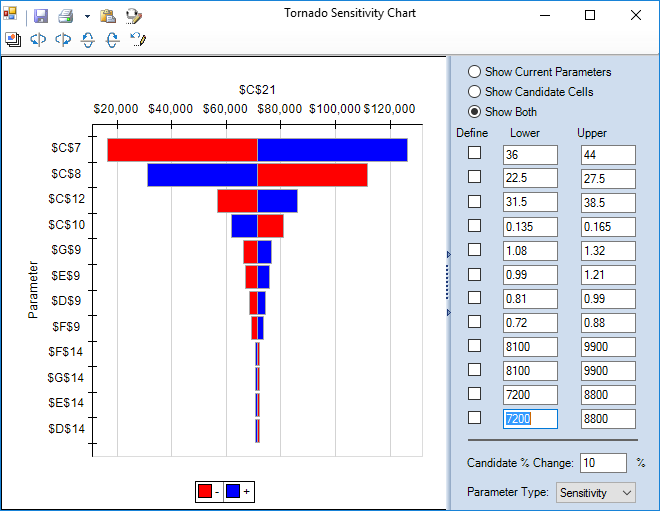 Tornado Sensitivity Chart
$C$21
$20,000 $40,000 $60,000 $80,000 $100,000 $120,000
Parameter
$C$7
$C$8
$C$12
$C$10
$G$9
$E$9
$D$9
$F$9
$F$14
$G$14
$E$14
$D$14
- +
Show Current Parameters
Show Candidate Cells
Show Both
Define Lower Upper
36 44
22.5 27.5
31.5 38.5
0.135 0.165
1.08 1.32
0.99 1.21
0.81 0.99
0.72 0.88
8100 9900
8100 9900
7200 8800
7200 8800
Candidate % Change: 10 %
Parameter Type: Sensitivity